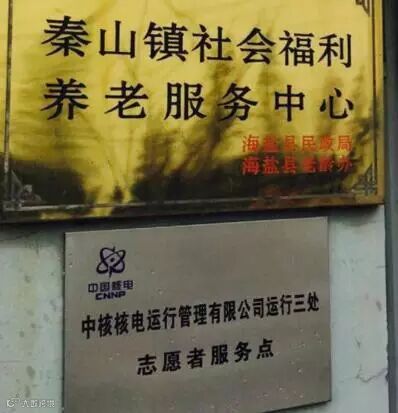 秦山镇社会福利
养老服务中心
海盐县民政局
海盐县老龄办
中国核电
CNNP
中核核电运行管理有限公司运行三处
志愿者服务点